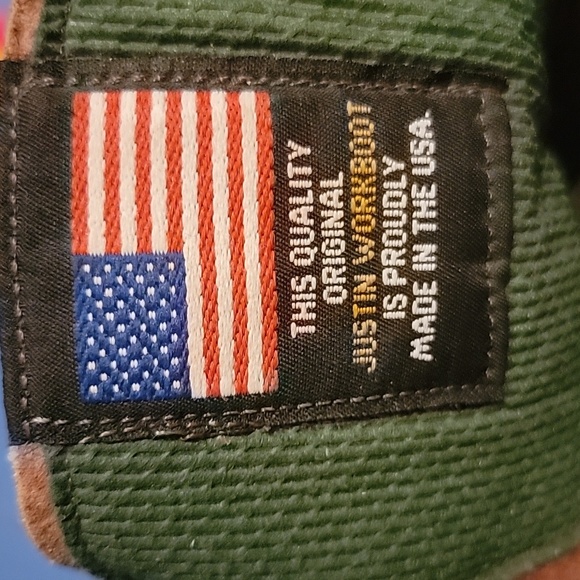 THIS QUALITY
ORIGINAL
JUSTIN WORKBOOT
IS PROUDLY
MADE IN THE USA.